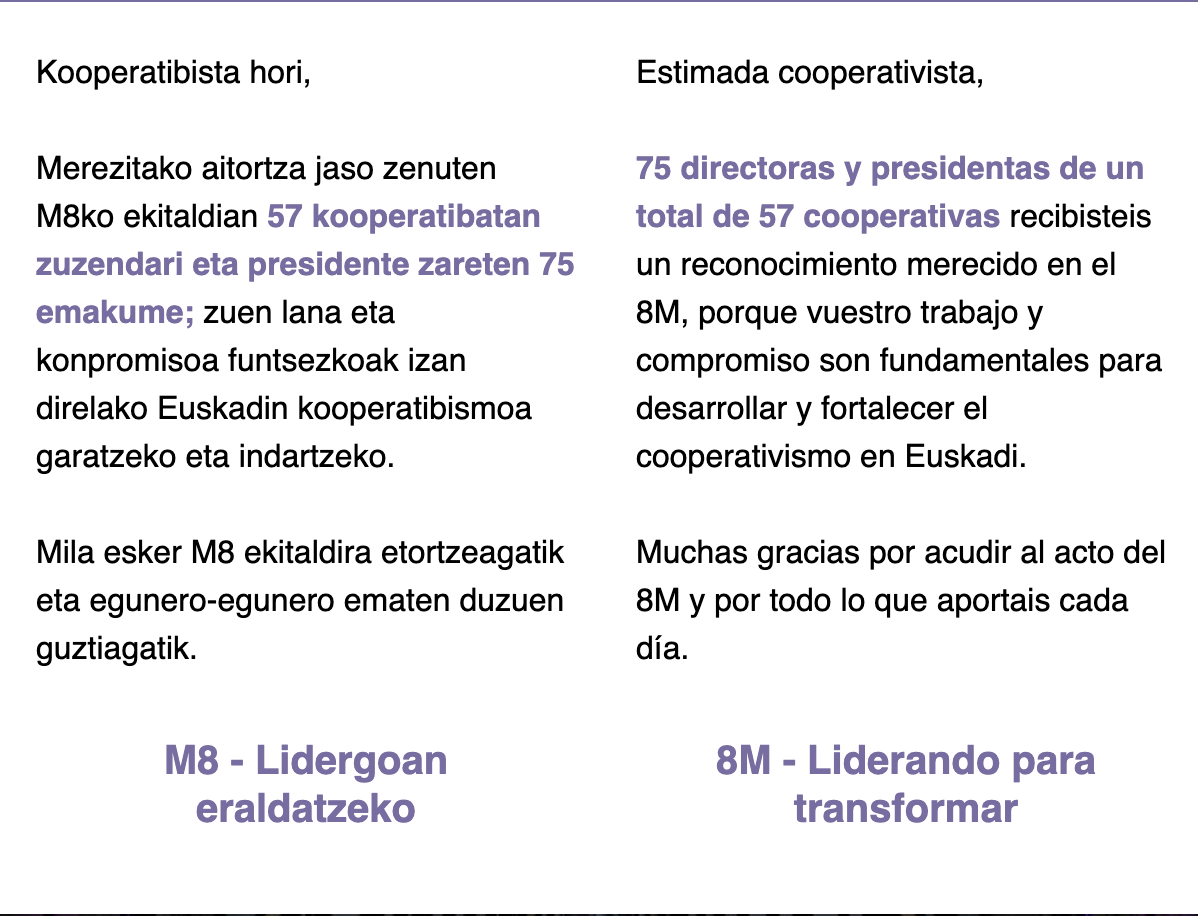 Kooperatibista hori,
Merezitako aitortza jaso zenuten
M8ko ekitaldian 57 kooperatibatan
zuzendari eta presidente zareten 75
emakume; zuen lana eta
konpromisoa funtsezkoak izan
direlako Euskadin kooperatibismoa
garatzeko eta indartzeko.
Mila esker M8 ekitaldira etortzeagatik
eta egunero-egunero ematen duzuen
guztiagatik.
M8 - Lidergoan
eraldatzeko
Estimada cooperativista,
75 directoras y presidentas de un
total de 57 cooperativas recibisteis
un reconocimiento merecido en el
8M, porque vuestro trabajo y
compromiso son fundamentales para
desarrollar y fortalecer el
cooperativismo en Euskadi.
Muchas gracias por acudir al acto del
8M y por todo lo que aportais cada
día.
8M - Liderando para
transformar